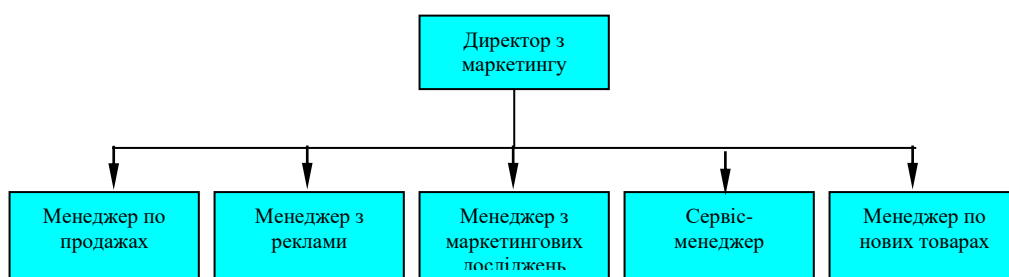 Директор з
маркетингу
Менеджер по
продажах
Менеджер з
реклами
Менеджер з
маркетингових
досліджень
Сервіс-
менеджер
Менеджер по
нових товарах